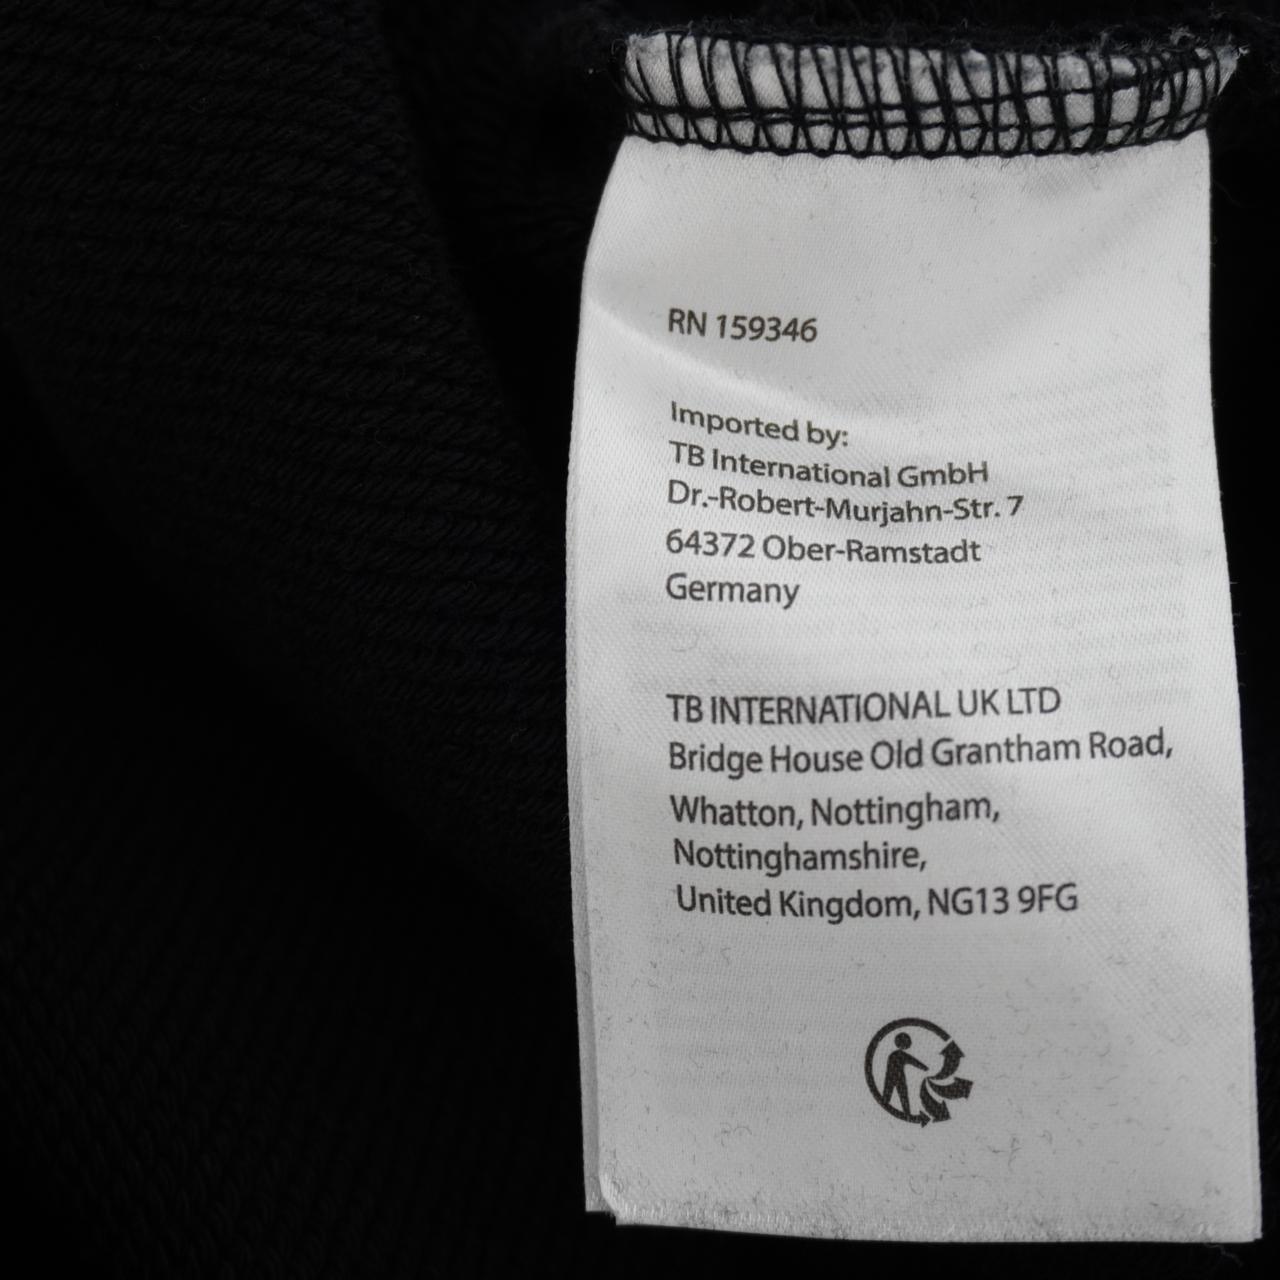 RN 159346
Imported by:
TB International GmbH
Dr.-Robert-Murjahn-Str. 7
64372 Ober-Ramstadt
Germany
TB INTERNATIONAL UK LTD
Bridge House Old Grantham Road,
Whatton, Nottingham,
Nottinghamshire,
United Kingdom, NG13 9FG